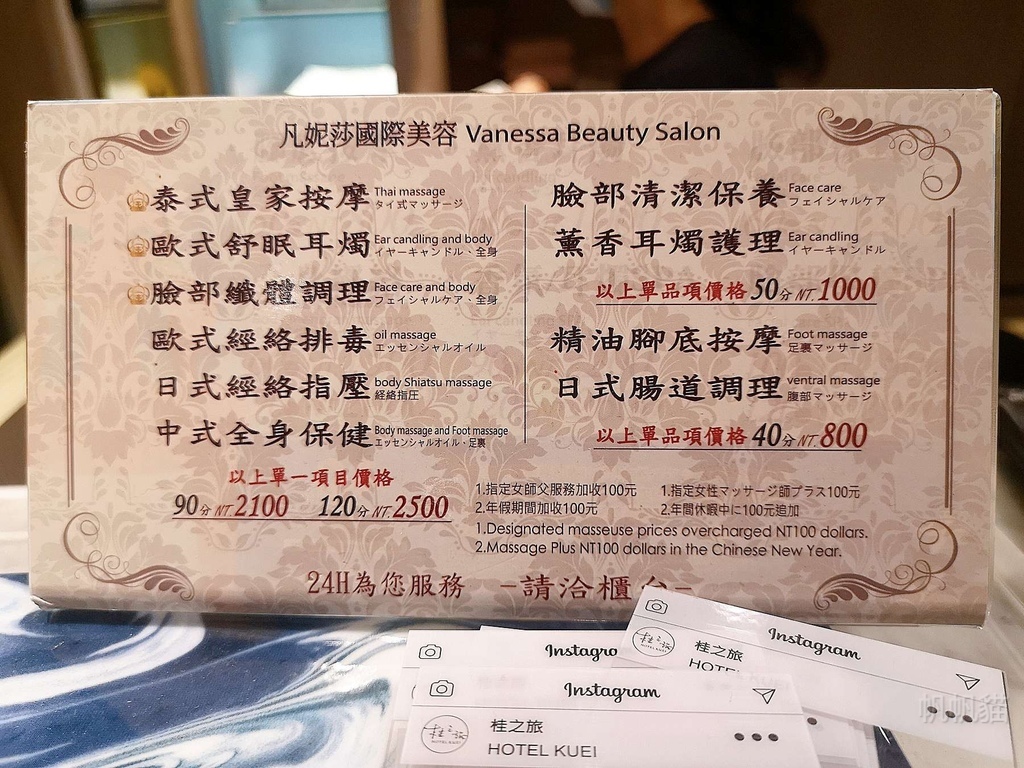 凡妮莎國際美容 Vanessa Beauty Salon
泰式皇家按摩 Thai massage
タイ式マッサージ
歐式舒眠耳燭 Ear candling and body
イヤーキャンドル、全身
臉部纖體調理 Face care and body
フェイシャルケア、全身
歐式經絡排毒 oil massage
エッセンシャルオイル
日式經絡指壓 body Shiatsu massage
経絡指圧
中式全身保健 Body massage and Foot massage
エッセンシャルオイル、足裏
以上單一項目價格
90分 NT.2100 120分 NT.2500
臉部清潔保養 Face care
フェイシャルケア
薰香耳燭護理 Ear candling
イヤーキャンドル
以上單品項價格 50分 NT.1000
精油腳底按摩 Foot massage
足裏マッサージ
日式腸道調理 ventral massage
腹部マッサージ
以上單品項價格 40分 NT.800
1.指定女師父服務加收100元
2.年假期間加收100元
1.指定女性マッサージ師プラス100元
2.年間休暇中に100元追加
1.Designated masseuse prices overcharged NT100 dollars.
2.Massage Plus NT100 dollars in the Chinese New Year.
24H為您服務 –請洽櫃台–
Instagram
桂之旅
HOTEL
Instagra
Instagram
桂之旅
HOTEL KUEI
桂之旅
HOTEL KUEI
帆帆貓